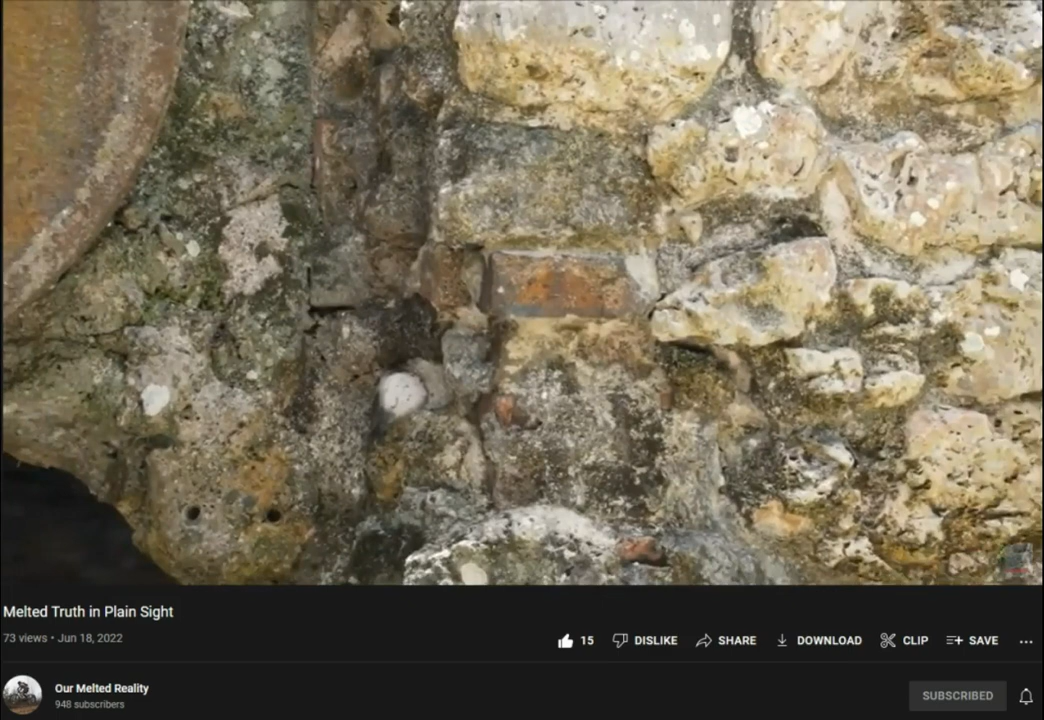 Melted Truth in Plain Sight
73 views • Jun 18, 2022
15 DISLIKE SHARE DOWNLOAD CLIP SAVE ...
Our Melted Reality
948 subscribers
SUBSCRIBED